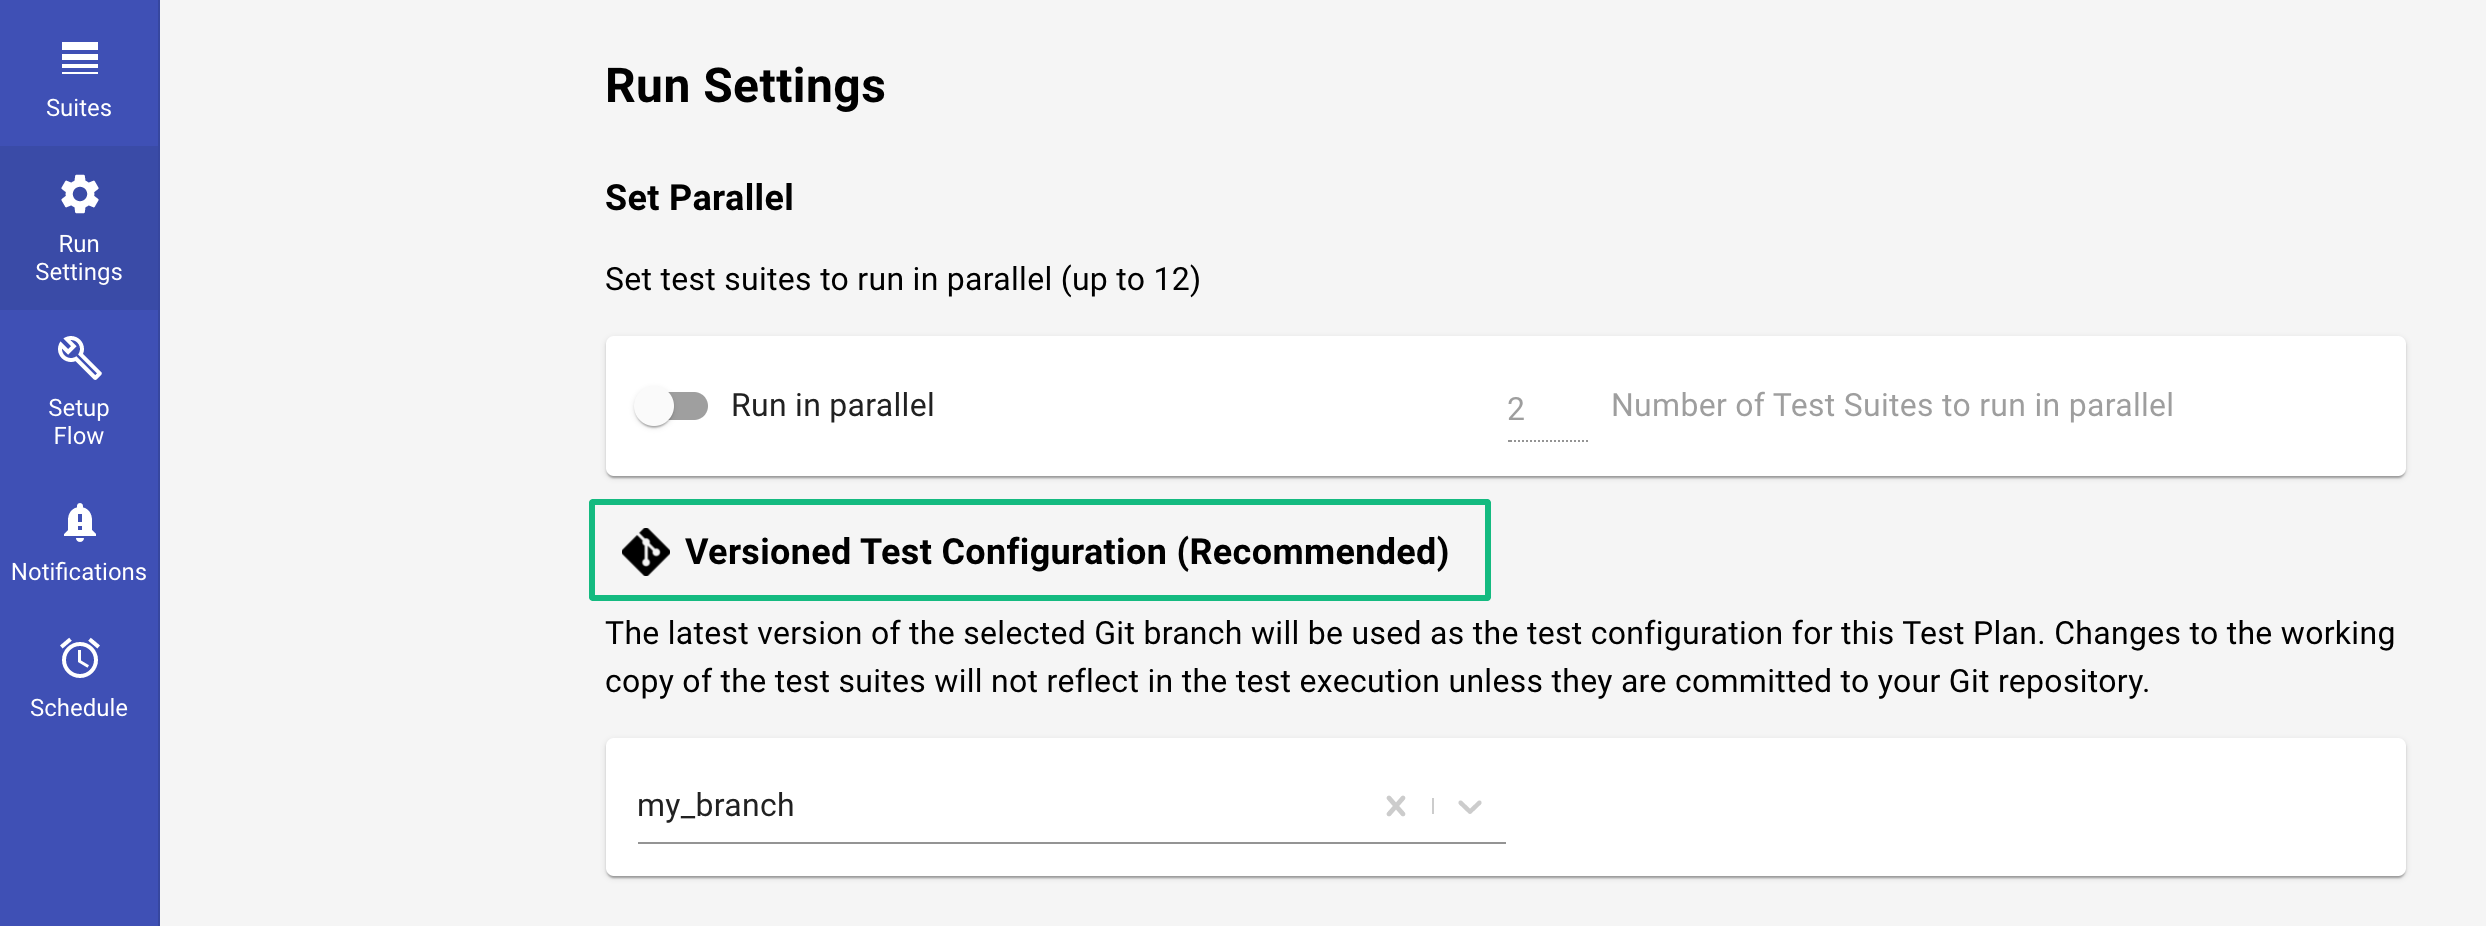 Suites
Run
Settings
Setup
Flow
Notifications
Schedule
Run Settings
Set Parallel
Set test suites to run in parallel (up to 12)
Run in parallel
2
Number of Test Suites to run in parallel
Versioned Test Configuration (Recommended)
The latest version of the selected Git branch will be used as the test configuration for this Test Plan. Changes to the working
copy of the test suites will not reflect in the test execution unless they are committed to your Git repository.
my_branch